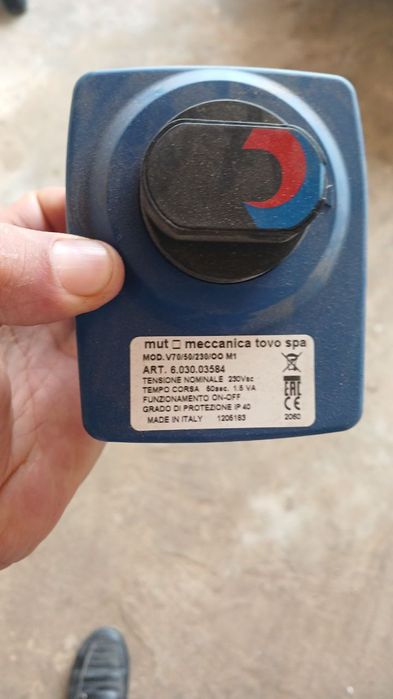 mut □ meccanica tovo spa
MOD. V70/50/230/OO M1
ART. 6.030.03584
TENSIONE NOMINALE 230Vac
TEMPO CORSA 50sec. 1.5 VA
FUNZIONAMENTO ON-OFF
GRADO DI PROTEZIONE IP 40
MADE IN ITALY 1205183
EAC
CE
2060